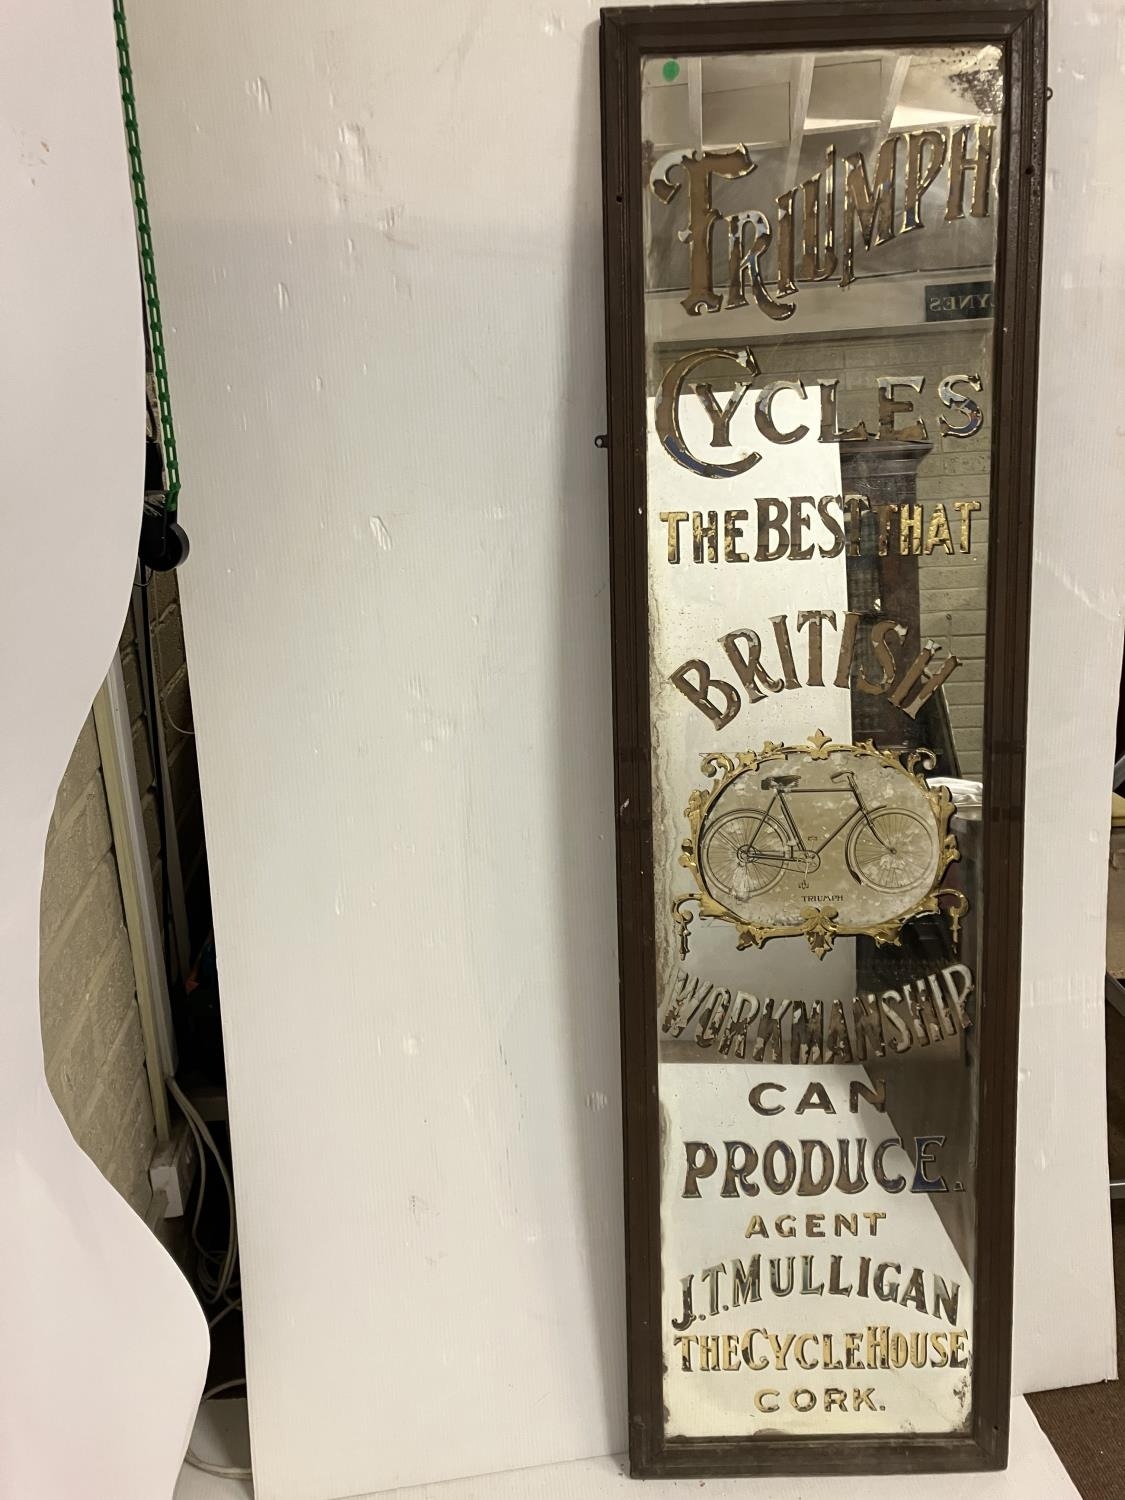 TRIUMPH
CYCLES
THE BEST THAT
BRITISH
TRIUMPH
WORKMANSHIP
CAN
PRODUCE.
AGENT
J.T. MULLIGAN
THE CYCLE HOUSE
CORK.